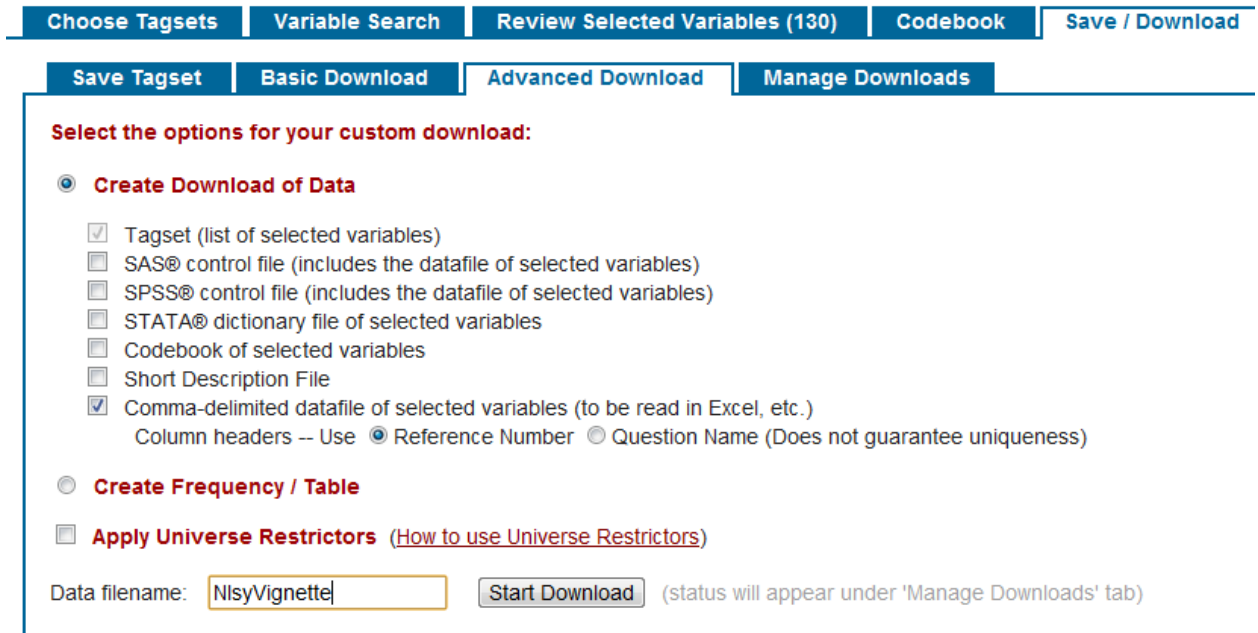 Choose Tagsets Variable Search Review Selected Variables (130) Codebook Save / Download
Save Tagset Basic Download Advanced Download Manage Downloads
Select the options for your custom download:
Create Download of Data
Tagset (list of selected variables)
SAS® control file (includes the datafile of selected variables)
SPSS® control file (includes the datafile of selected variables)
STATA® dictionary file of selected variables
Codebook of selected variables
Short Description File
Comma-delimited datafile of selected variables (to be read in Excel, etc.)
Column headers -- Use Reference Number Question Name (Does not guarantee uniqueness)
Create Frequency / Table
Apply Universe Restrictors (How to use Universe Restrictors)
Data filename: NlsyVignette Start Download (status will appear under 'Manage Downloads' tab)